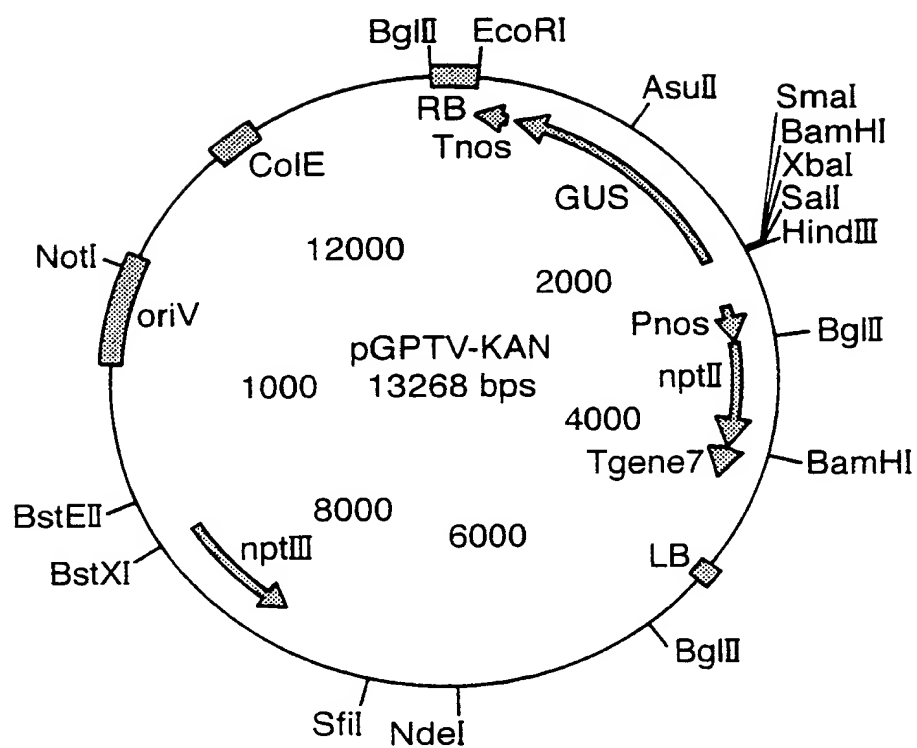 BglⅡ EcoRI
RB
Tnos
AsuⅡ
SmaI
BamHI
XbaI
SalI
HindⅢ
ColE
GUS
NotI
oriV
12000
2000
Pnos
BglⅡ
pGPTV-KAN
13268 bps
nptⅡ
1000
4000
Tgene7
BamHI
BstEⅡ
8000
6000
nptⅢ
LB
BstXI
BglⅡ
SfiI
NdeI